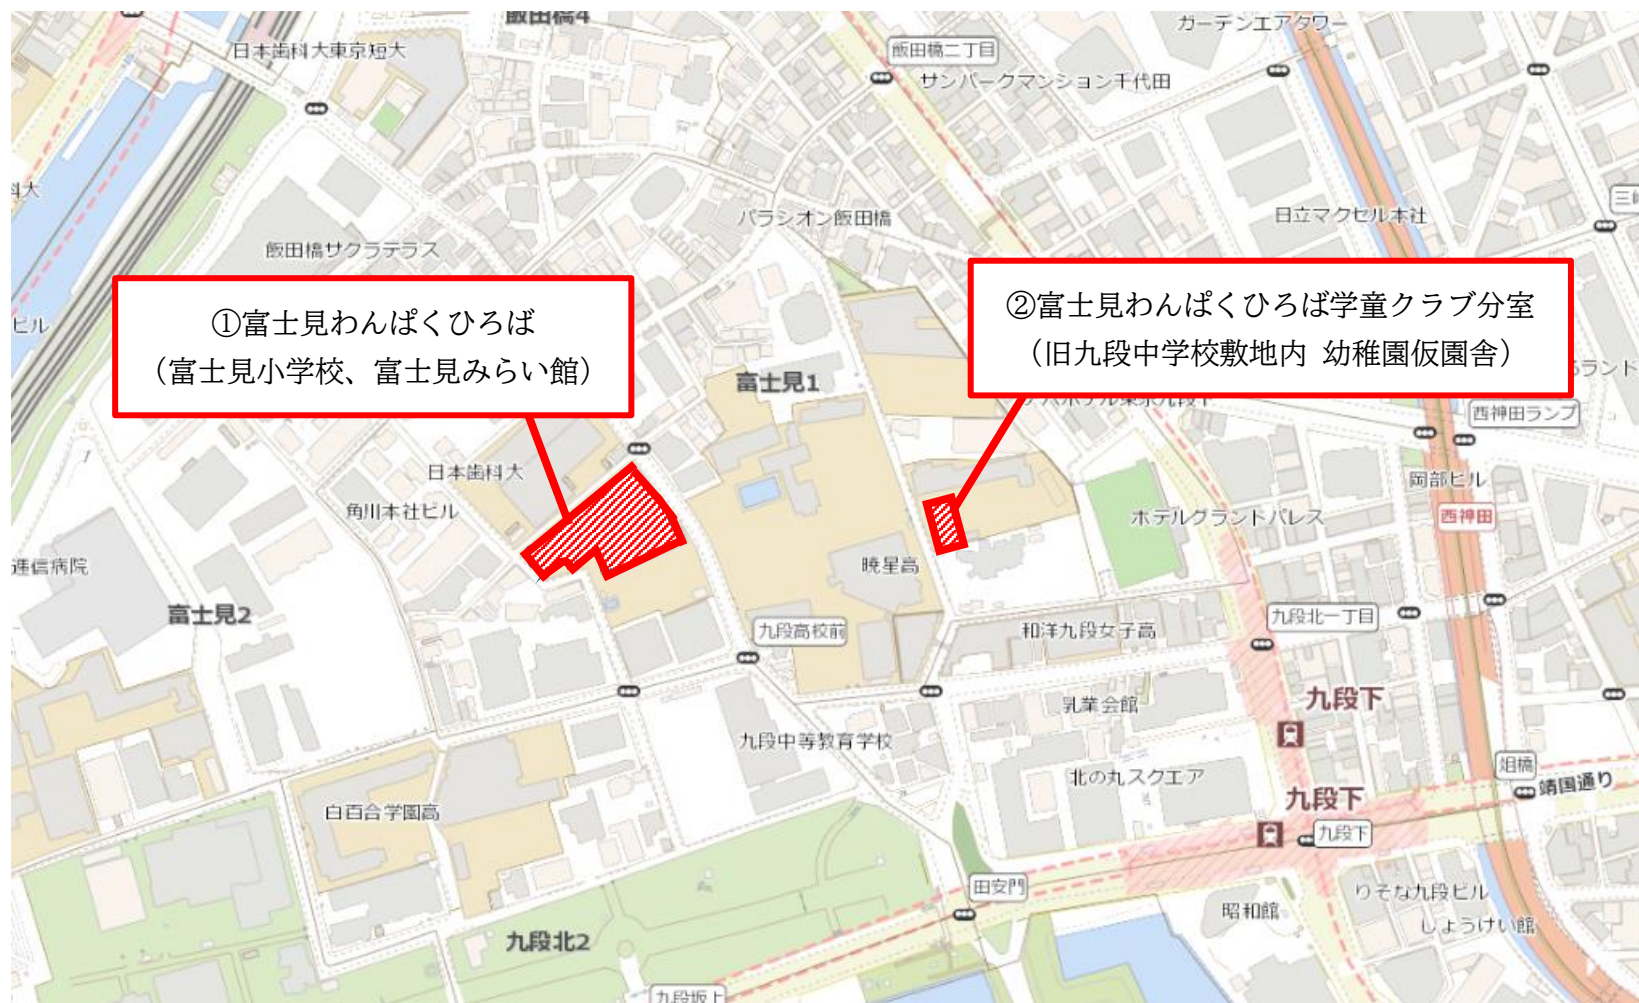 飯田橋4
ガーデンエアタワー
日本歯科大東京短大
飯田橋二丁目
サンパークマンション千代田
科大
三崎
パラシオン飯田橋
日立マクセル本社
飯田橋サクラテラス
ビル
①富士見わんぱくひろば
(富士見小学校、富士見みらい館)
②富士見わんぱくひろば学童クラブ分室
(旧九段中学校敷地内 幼稚園仮園舎)
富士見1
ランド
西神田ランプ
日本歯科大
岡部ビル
角川本社ビル
ホテルグランドパレス
西神田
逓信病院
暁星高
富士見2
九段高校前
和洋九段女子高
九段北一丁目
乳業会館
九段下
九段中等教育学校
北の丸スクエア
俎橋
靖国通り
白百合学園高
九段下
九段下
田安門
りそな九段ビル
昭和館
しょうけい館
九段北2
九段坂上